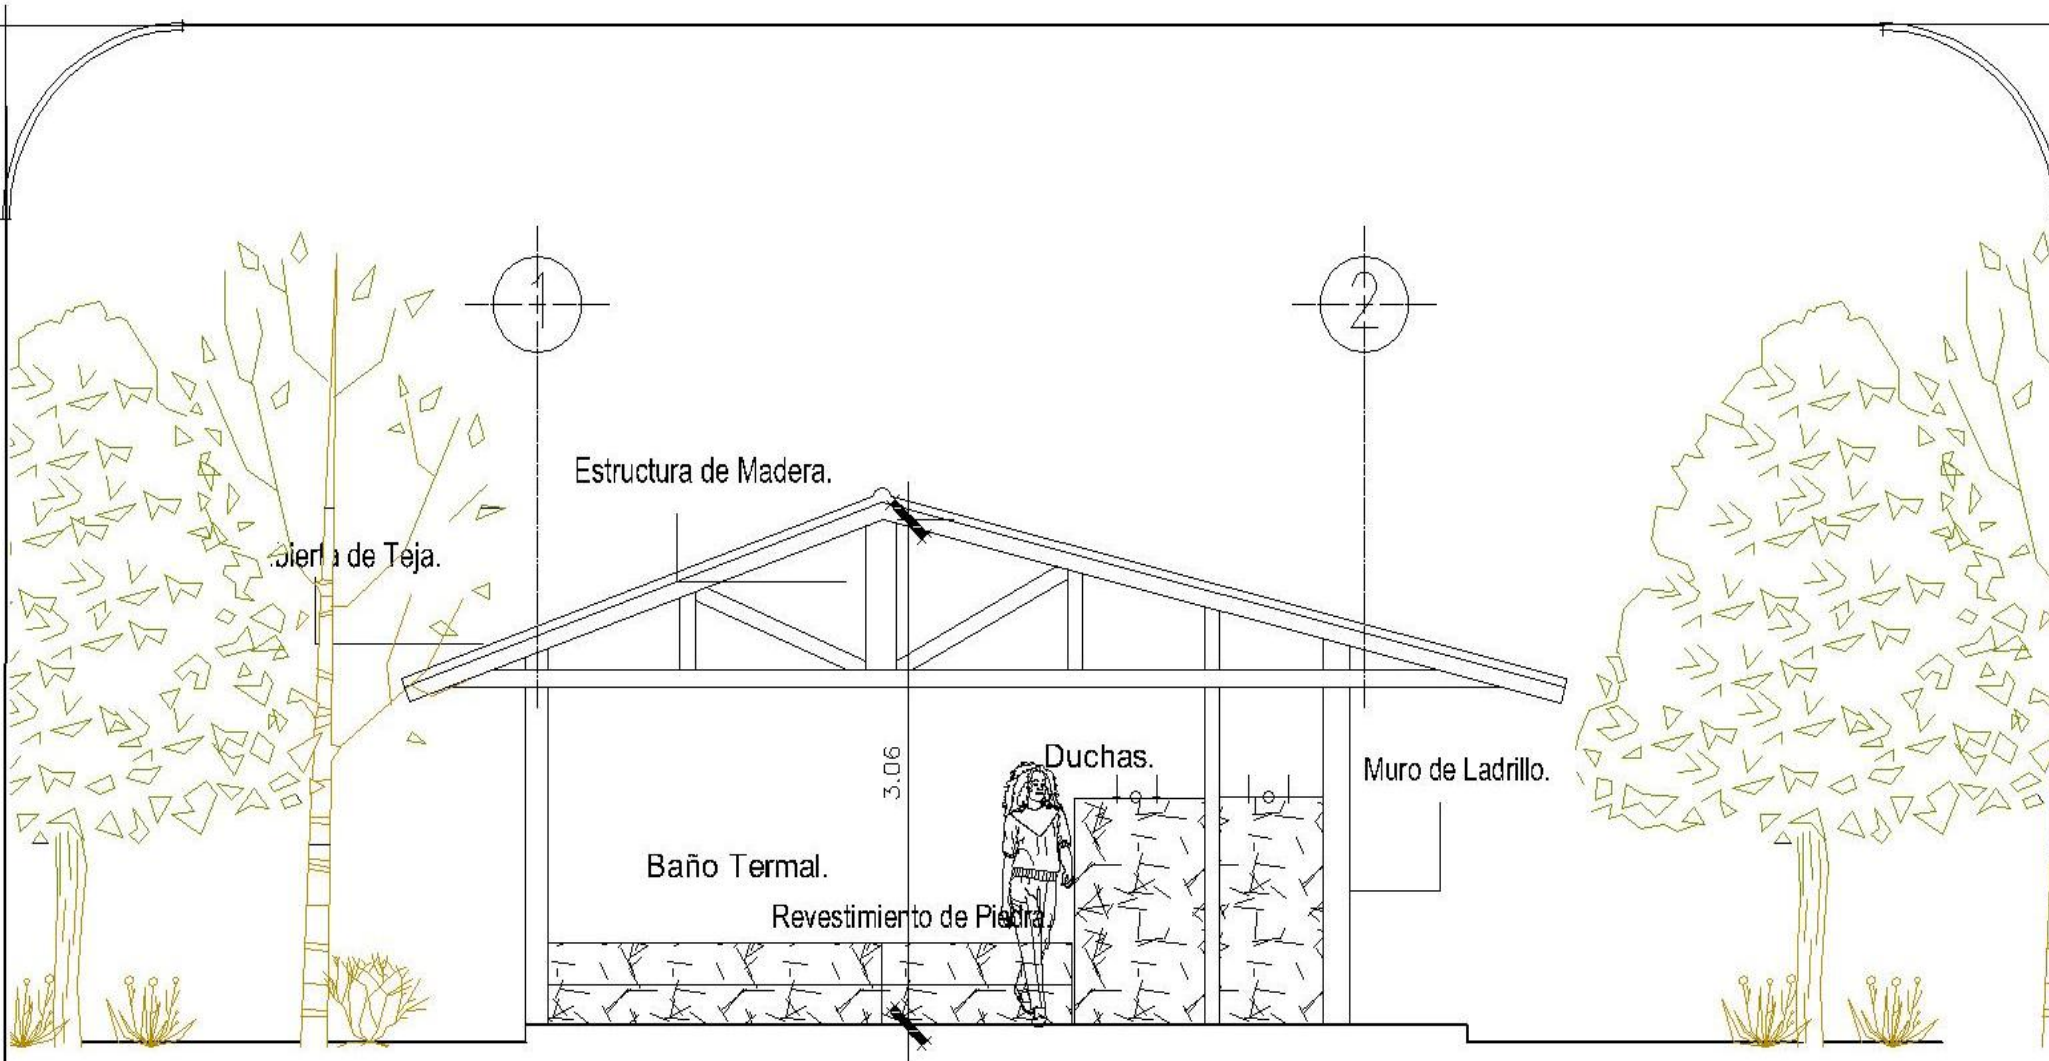 1
2
Estructura de Madera.
de Teja.
Duchas.
3.06
Muro de Ladrillo.
Baño Termal.
Revestimiento de Piedra.